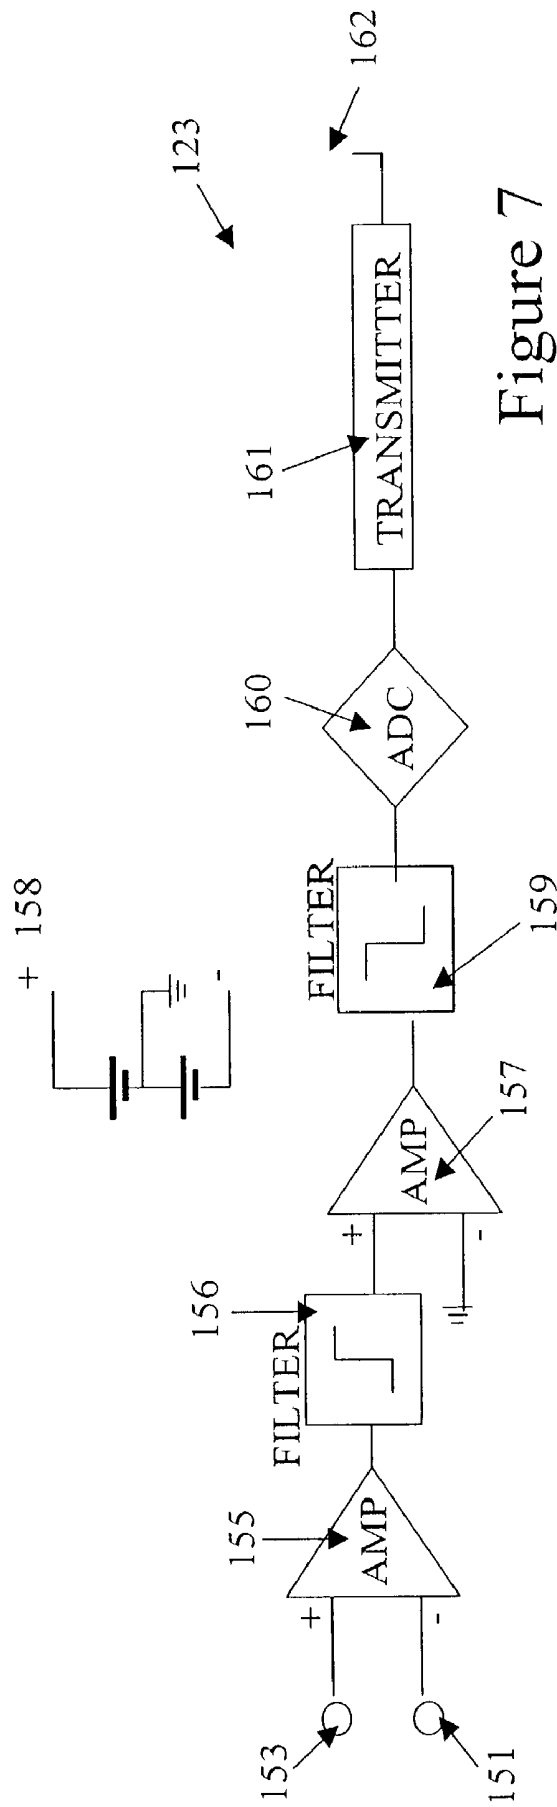 123
162
+
158
-
161
TRANSMITTER
160
ADC
FILTER
159
AMP
157
+
-
156
FILTER
155
AMP
+
-
153
151
Figure 7